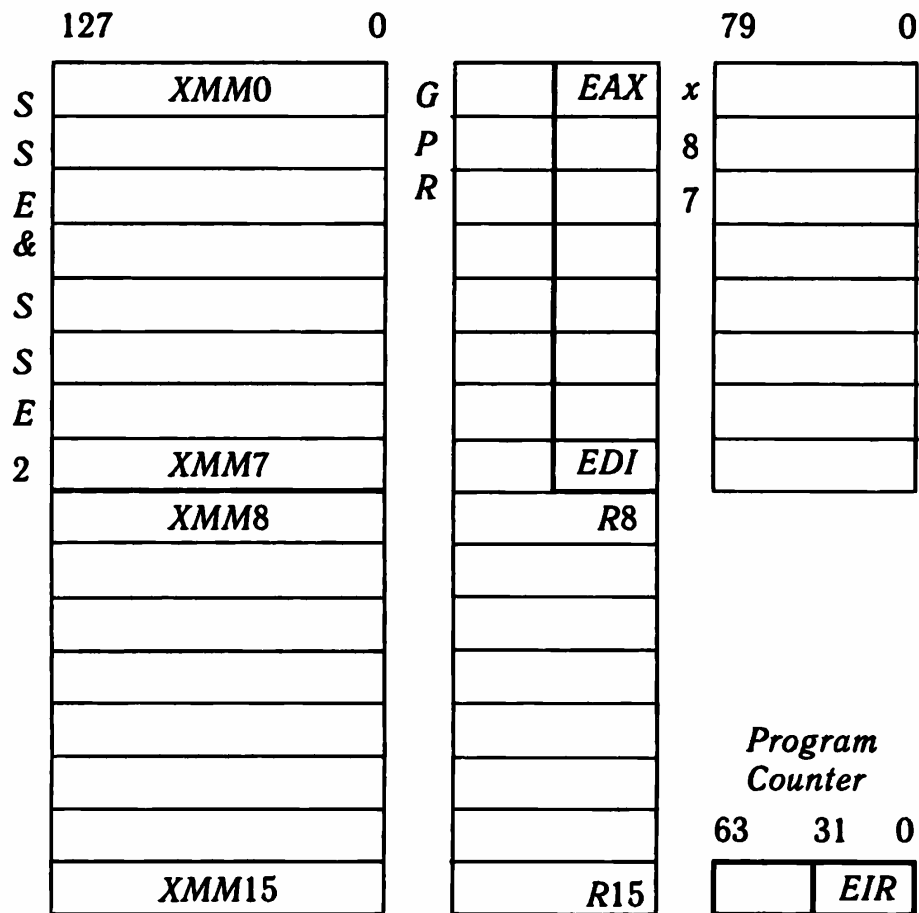 127 0 79 0
S XMM0 G EAX x
S P 8
E R 7
&
S
S
E
2 XMM7 EDI
XMM8 R8
Program
Counter
63 31 0
XMM15 R15 EIR